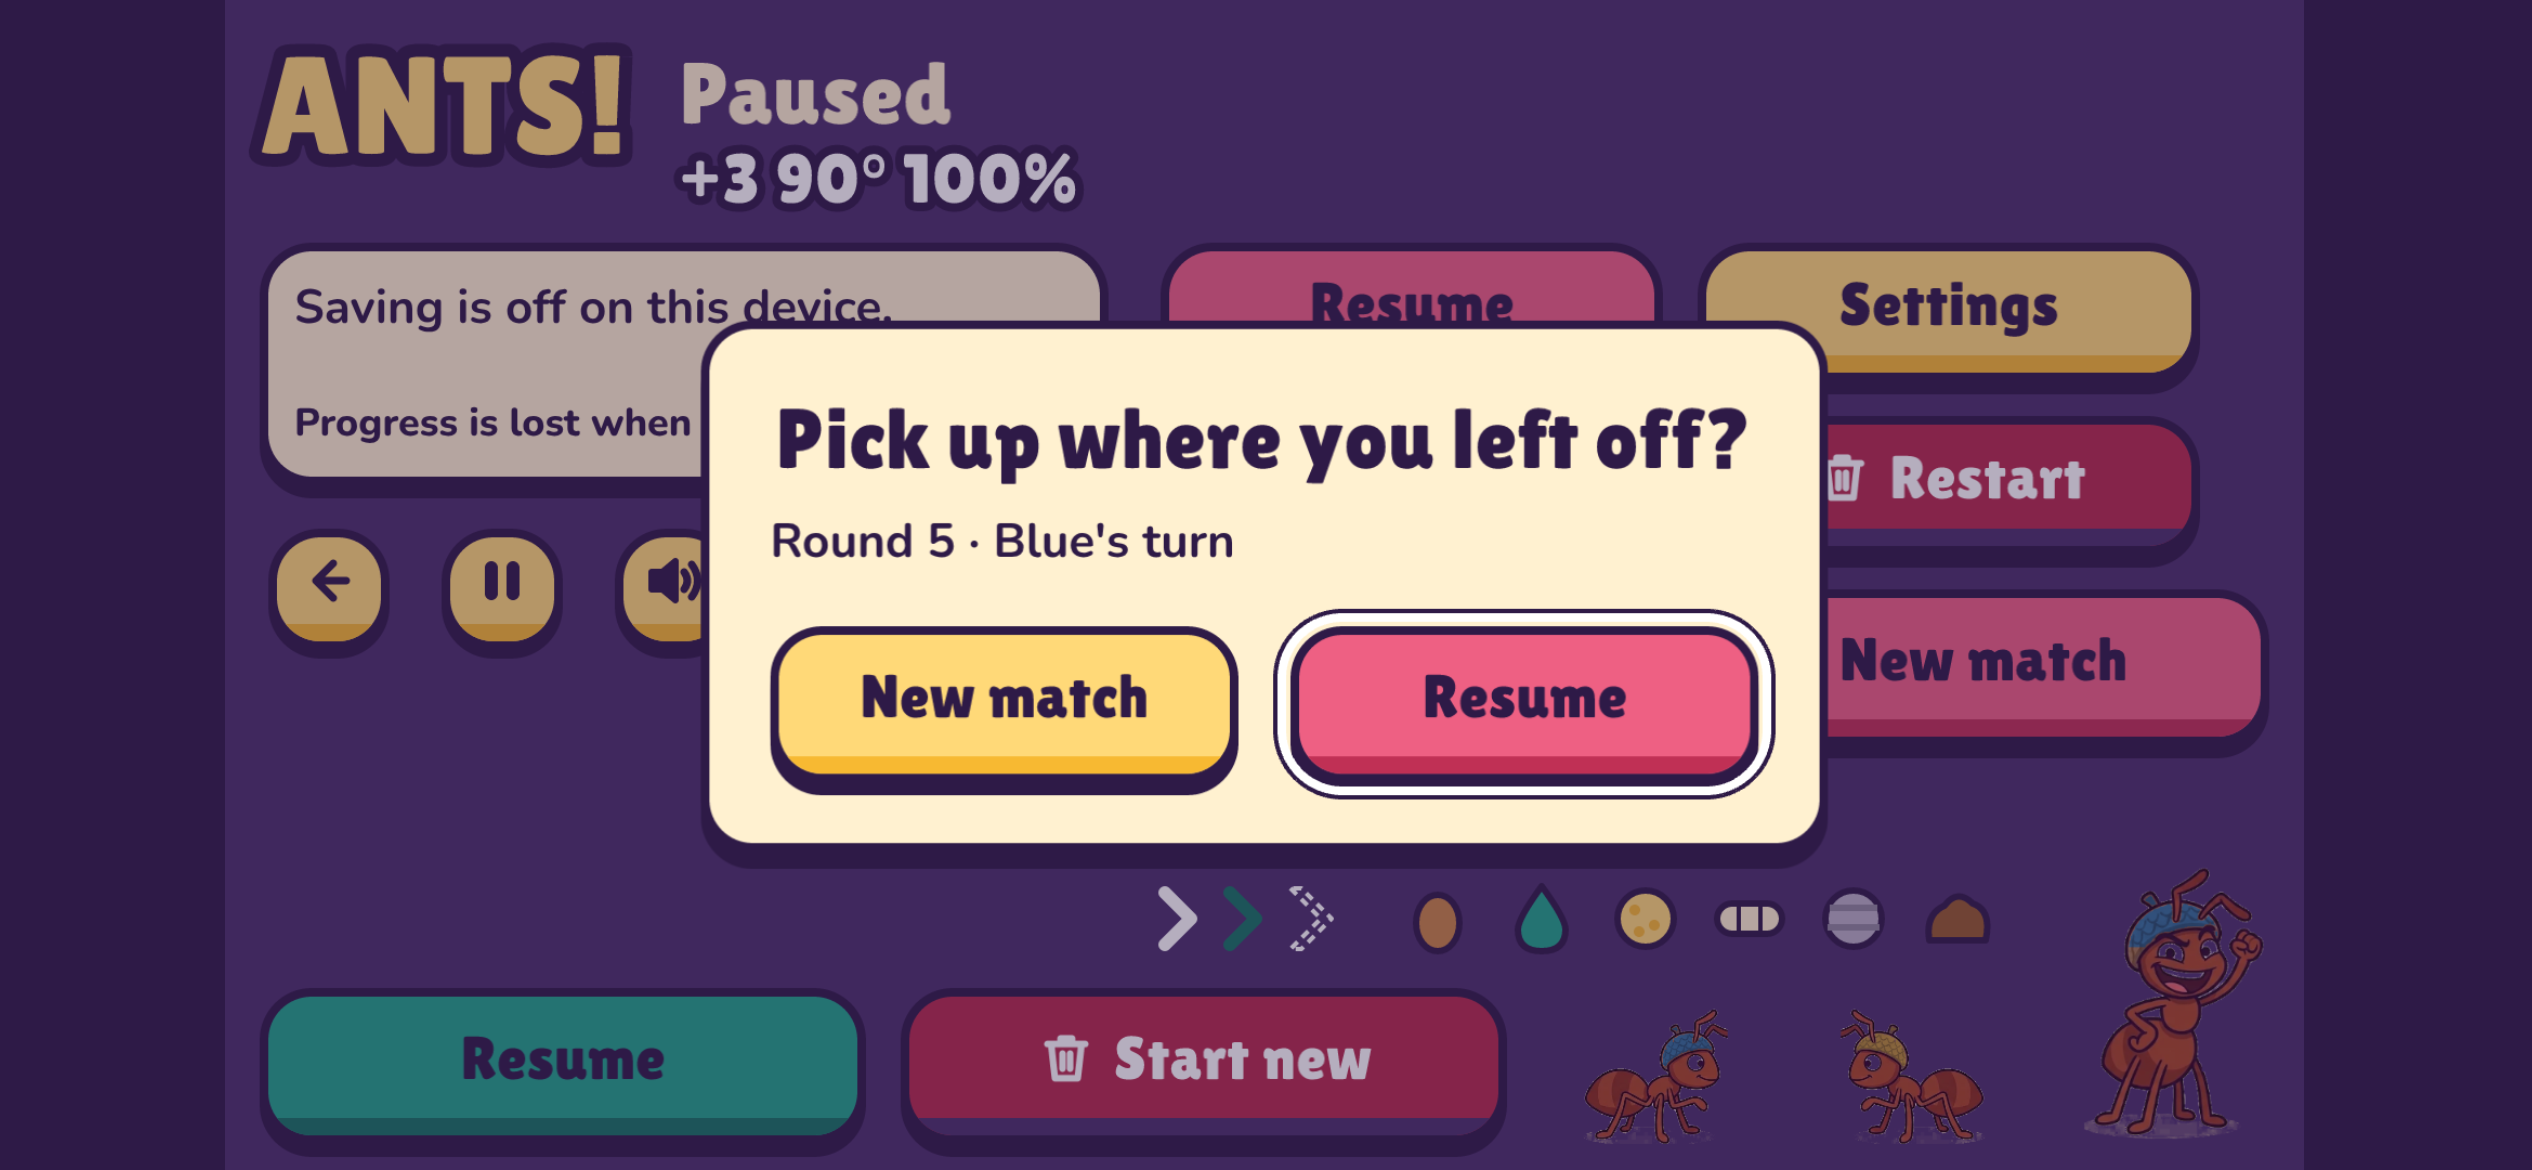 ANTS!
Paused
+3 90° 100%
Saving is off on this device.
Progress is lost when
Resume
Settings
Restart
New match
Pick up where you left off?
Round 5 · Blue's turn
New match
Resume
Resume
Start new